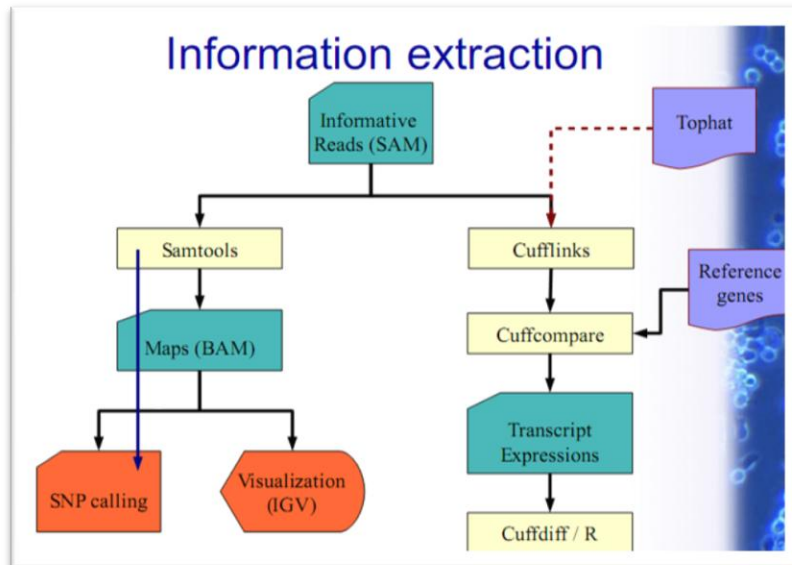 Information extraction
Informative
Reads (SAM)
Tophat
Samtools
Cufflinks
Reference
genes
Maps (BAM)
Cuffcompare
Transcript
Expressions
SNP calling
Visualization
(IGV)
Cuffdiff / R